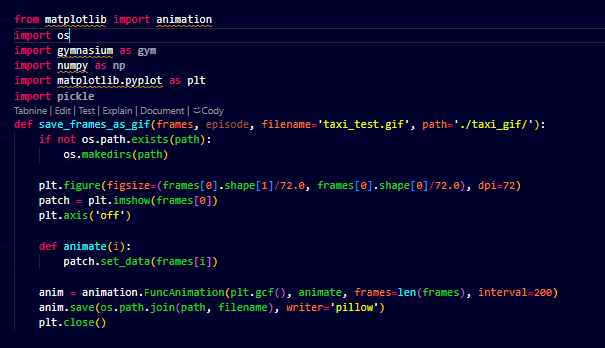 from matplotlib import animation
import os
import gymnasium as gym
import numpy as np
import matplotlib.pyplot as plt
import pickle
Tabnine | Edit | Test | Explain | Document | Cody
def save_frames_as_gif(frames, episode, filename='taxi_test.gif', path='./taxi_gif/'):
    if not os.path.exists(path):
        os.makedirs(path)

    plt.figure(figsize=(frames[0].shape[1]/72.0, frames[0].shape[0]/72.0), dpi=72)
    patch = plt.imshow(frames[0])
    plt.axis('off')

    def animate(i):
        patch.set_data(frames[i])

    anim = animation.FuncAnimation(plt.gcf(), animate, frames=len(frames), interval=200)
    anim.save(os.path.join(path, filename), writer='pillow')
    plt.close()